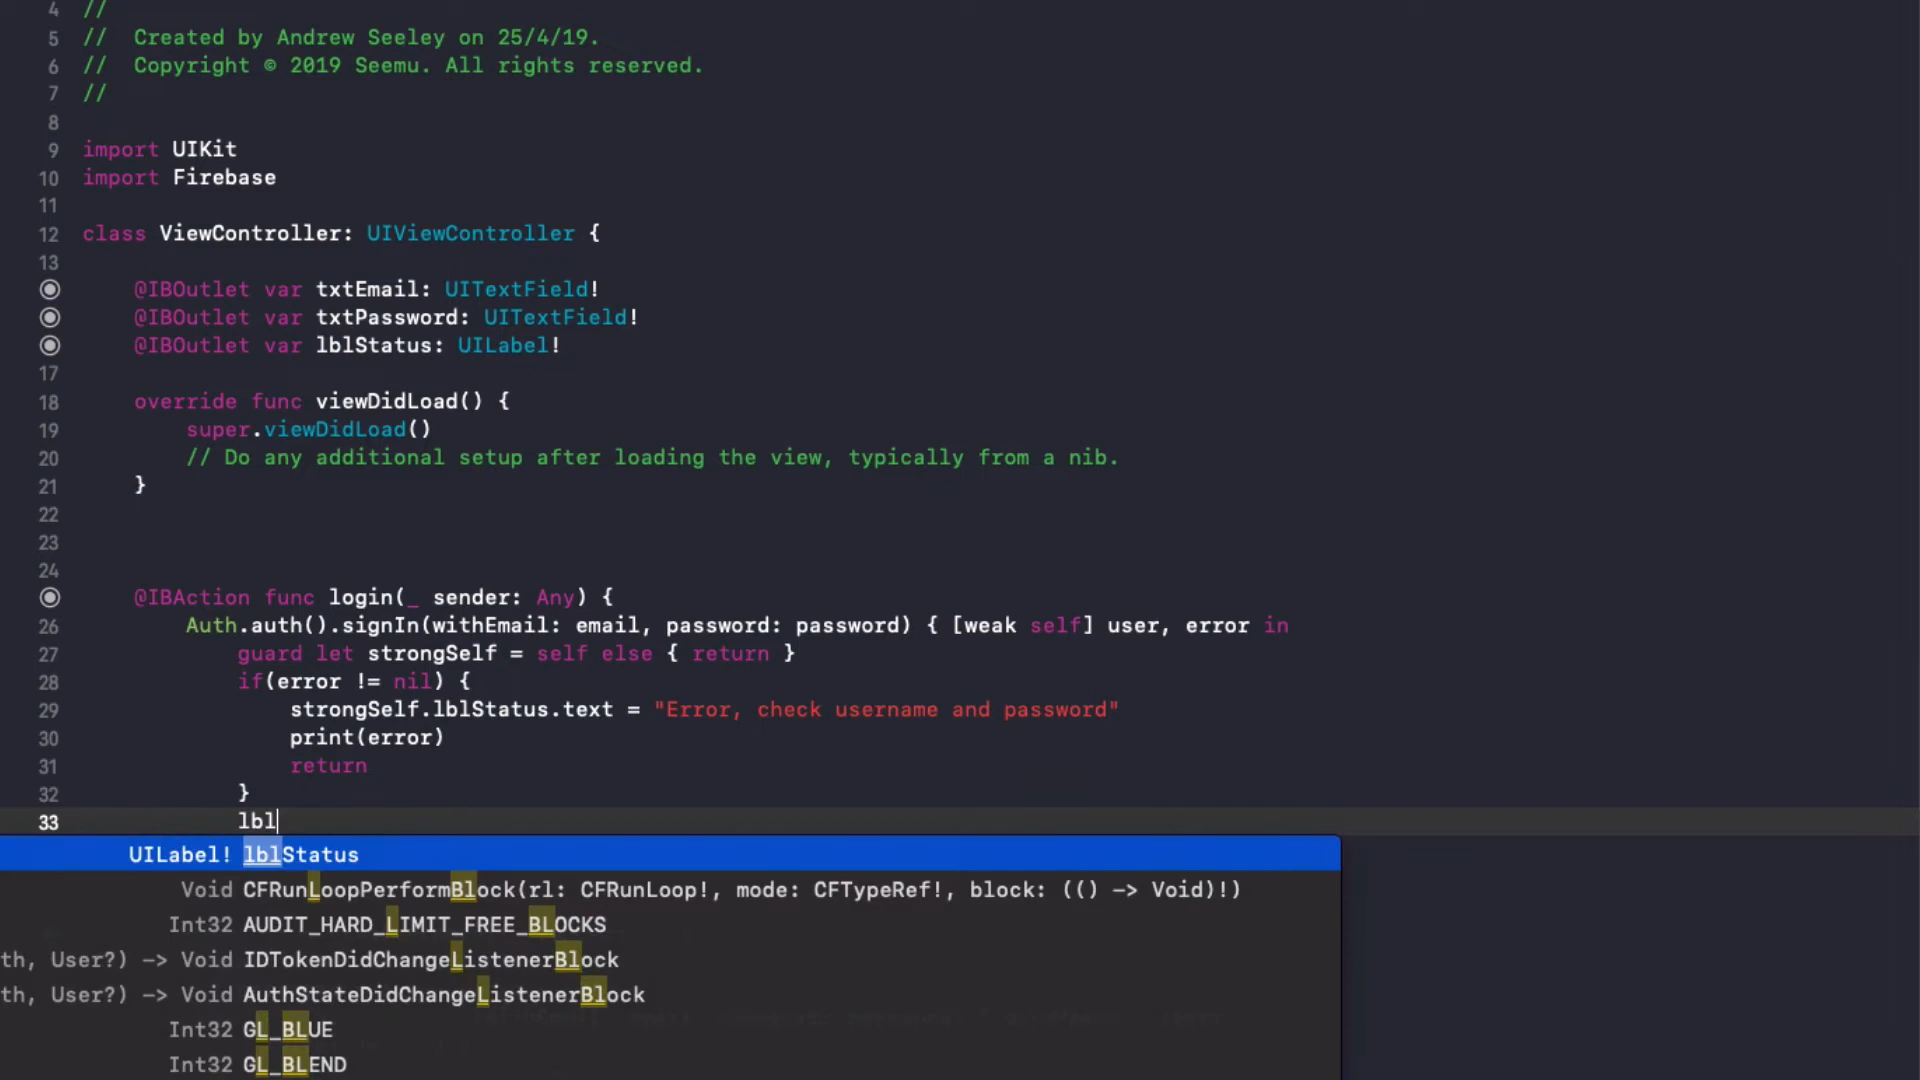 4 //
5 //  Created by Andrew Seeley on 25/4/19.
6 //  Copyright © 2019 Seemu. All rights reserved.
7 //
8
9 import UIKit
10 import Firebase
11
12 class ViewController: UIViewController {
13
@IBOutlet var txtEmail: UITextField!
@IBOutlet var txtPassword: UITextField!
@IBOutlet var lblStatus: UILabel!
17
18 override func viewDidLoad() {
19 super.viewDidLoad()
20 // Do any additional setup after loading the view, typically from a nib.
21 }
22
23
24
@IBAction func login(_ sender: Any) {
26 Auth.auth().signIn(withEmail: email, password: password) { [weak self] user, error in
27 guard let strongSelf = self else { return }
28 if(error != nil) {
29 strongSelf.lblStatus.text = "Error, check username and password"
30 print(error)
31 return
32 }
33 lbl
UILabel! lblStatus
Void CFRunLoopPerformBlock(rl: CFRunLoop!, mode: CFTypeRef!, block: (() -> Void)!)
Int32 AUDIT_HARD_LIMIT_FREE_BLOCKS
th, User?) -> Void IDTokenDidChangeListenerBlock
th, User?) -> Void AuthStateDidChangeListenerBlock
Int32 GL_BLUE
Int32 GL_BLEND